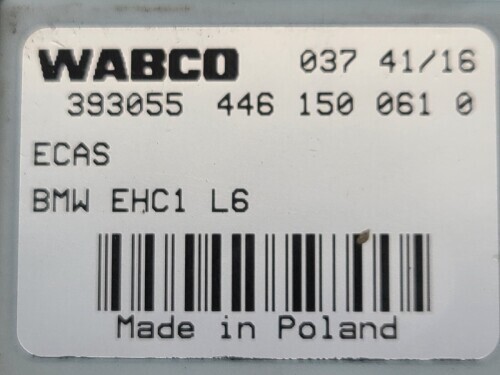 WABCO 037 41/16
393055 446 150 061 0
ECAS
BMW EHC1 L6
Made in Poland